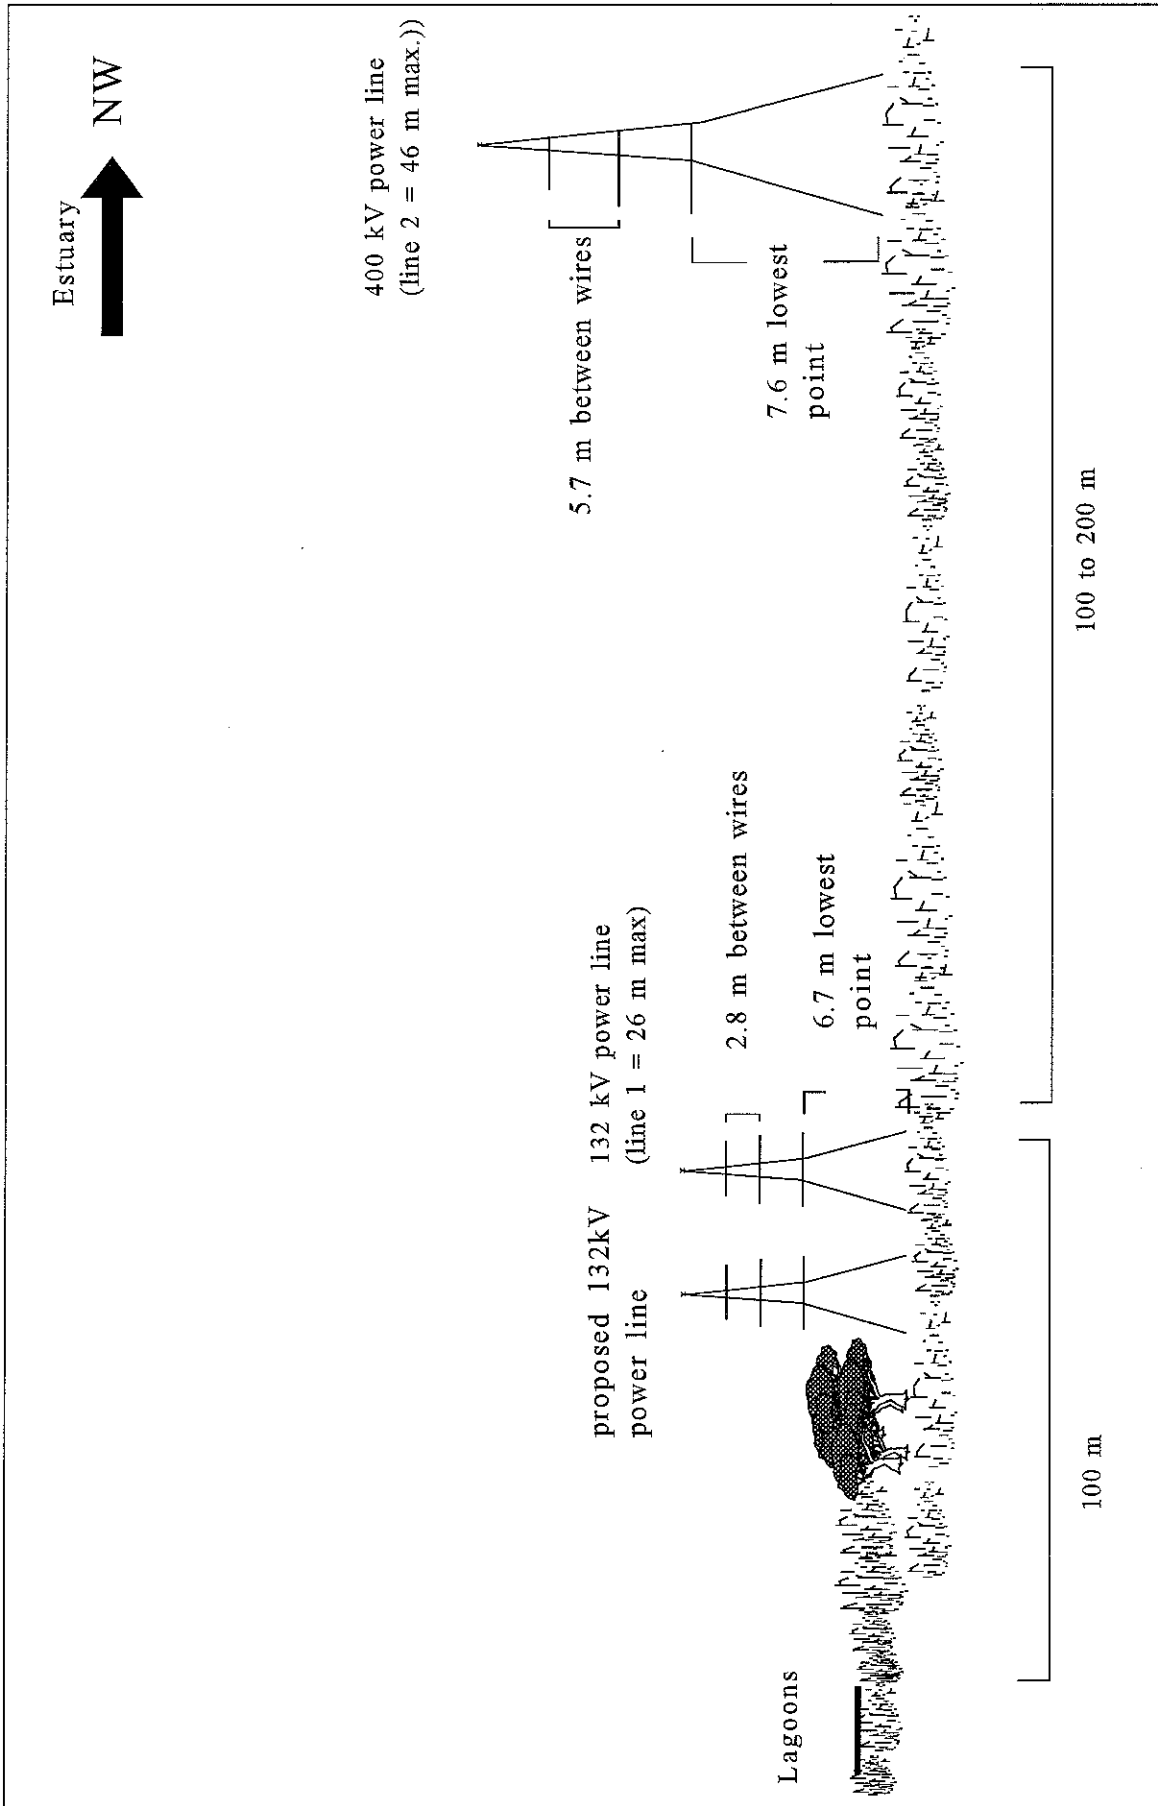 Estuary
NW
400 kV power line
(line 2 = 46 m max.))
5.7 m between wires
7.6 m lowest
point
proposed 132kV
power line
132 kV power line
(line 1 = 26 m max)
2.8 m between wires
6.7 m lowest
point
Lagoons
100 m
100 to 200 m